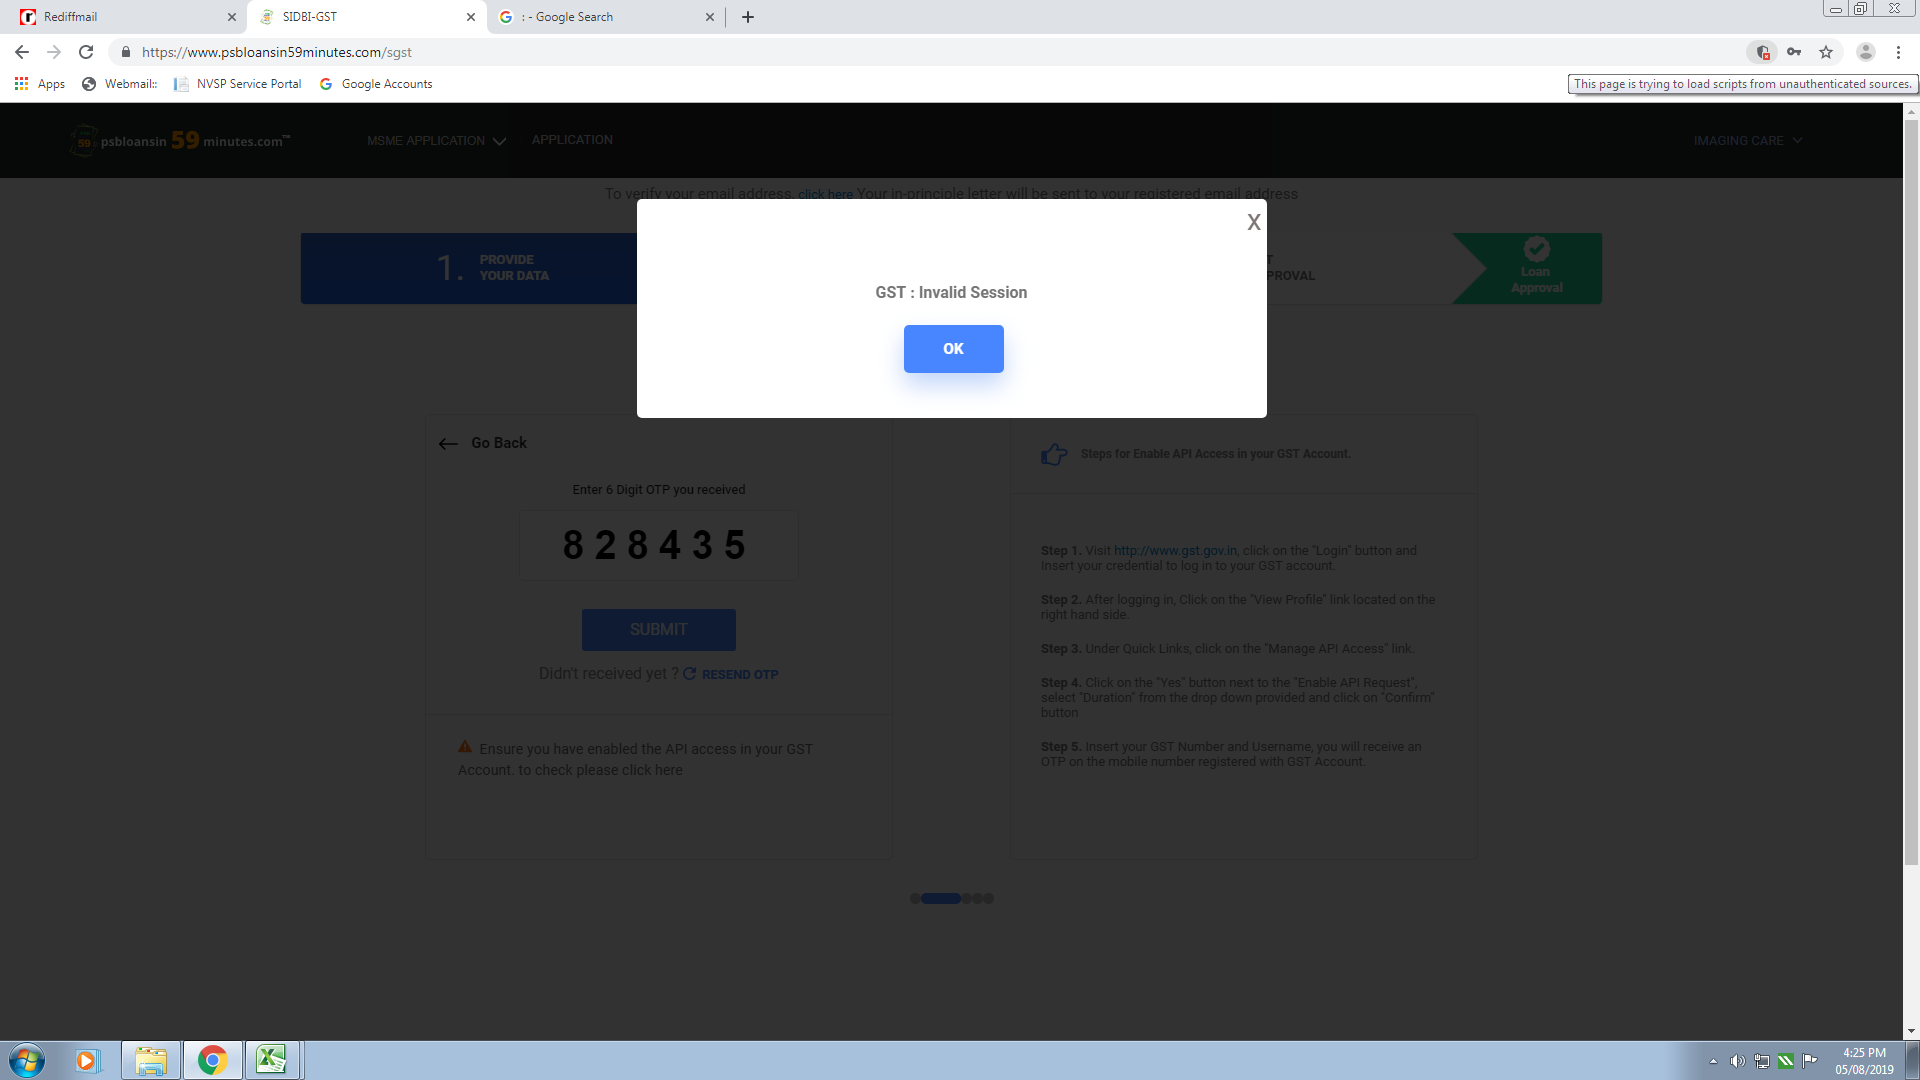 Rediffmail
SIDBI-GST
: - Google Search
https://www.psbloansin59minutes.com/sgst
Apps
Webmail::
NVSP Service Portal
Google Accounts
This page is trying to load scripts from unauthenticated sources.
59 psbloansin 59 minutes.com™
MSME APPLICATION
APPLICATION
IMAGING CARE
To verify your email address, click here Your in-principle letter will be sent to your registered email address
X
1. PROVIDE
YOUR DATA
T
PROVAL
Loan
Approval
GST : Invalid Session
OK
Go Back
Enter 6 Digit OTP you received
828435
SUBMIT
Didn't received yet ? RESEND OTP
Ensure you have enabled the API access in your GST
Account. to check please click here
Steps for Enable API Access in your GST Account.
Step 1. Visit http://www.gst.gov.in, click on the "Login" button and
Insert your credential to log in to your GST account.
Step 2. After logging in, Click on the "View Profile" link located on the
right hand side.
Step 3. Under Quick Links, click on the "Manage API Access" link.
Step 4. Click on the "Yes" button next to the "Enable API Request",
select "Duration" from the drop down provided and click on "Confirm"
button
Step 5. Insert your GST Number and Username, you will receive an
OTP on the mobile number registered with GST Account.
4:25 PM
05/08/2019